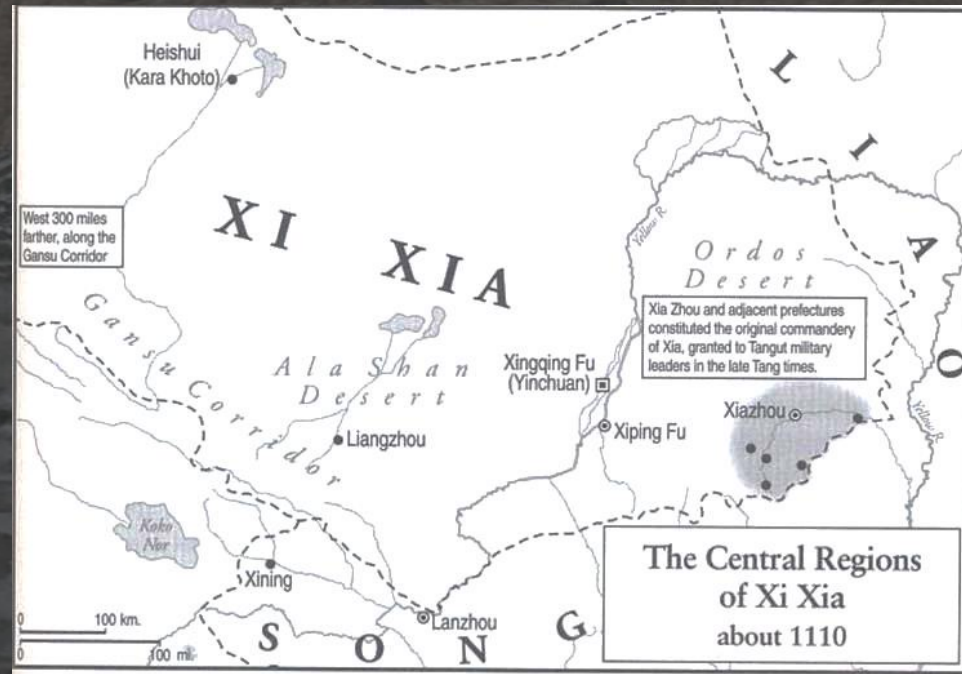 Heishui
(Kara Khoto)
L I A O
West 300 miles
farther, along the
Gansu Corridor
XI XIA
Yellow R.
Ordos
Desert
Xia Zhou and adjacent prefectures
constituted the original commandery
of Xia, granted to Tangut military
leaders in the late Tang times.
Gansu Corridor
Ala Shan
Desert
Xingqing Fu
(Yinchuan)
Xiazhou
Yellow R.
Liangzhou
Xiping Fu
Koko
Nor
Xining
The Central Regions
of Xi Xia
about 1110
0 100 km.
0 100 mi.
Lanzhou
SONG